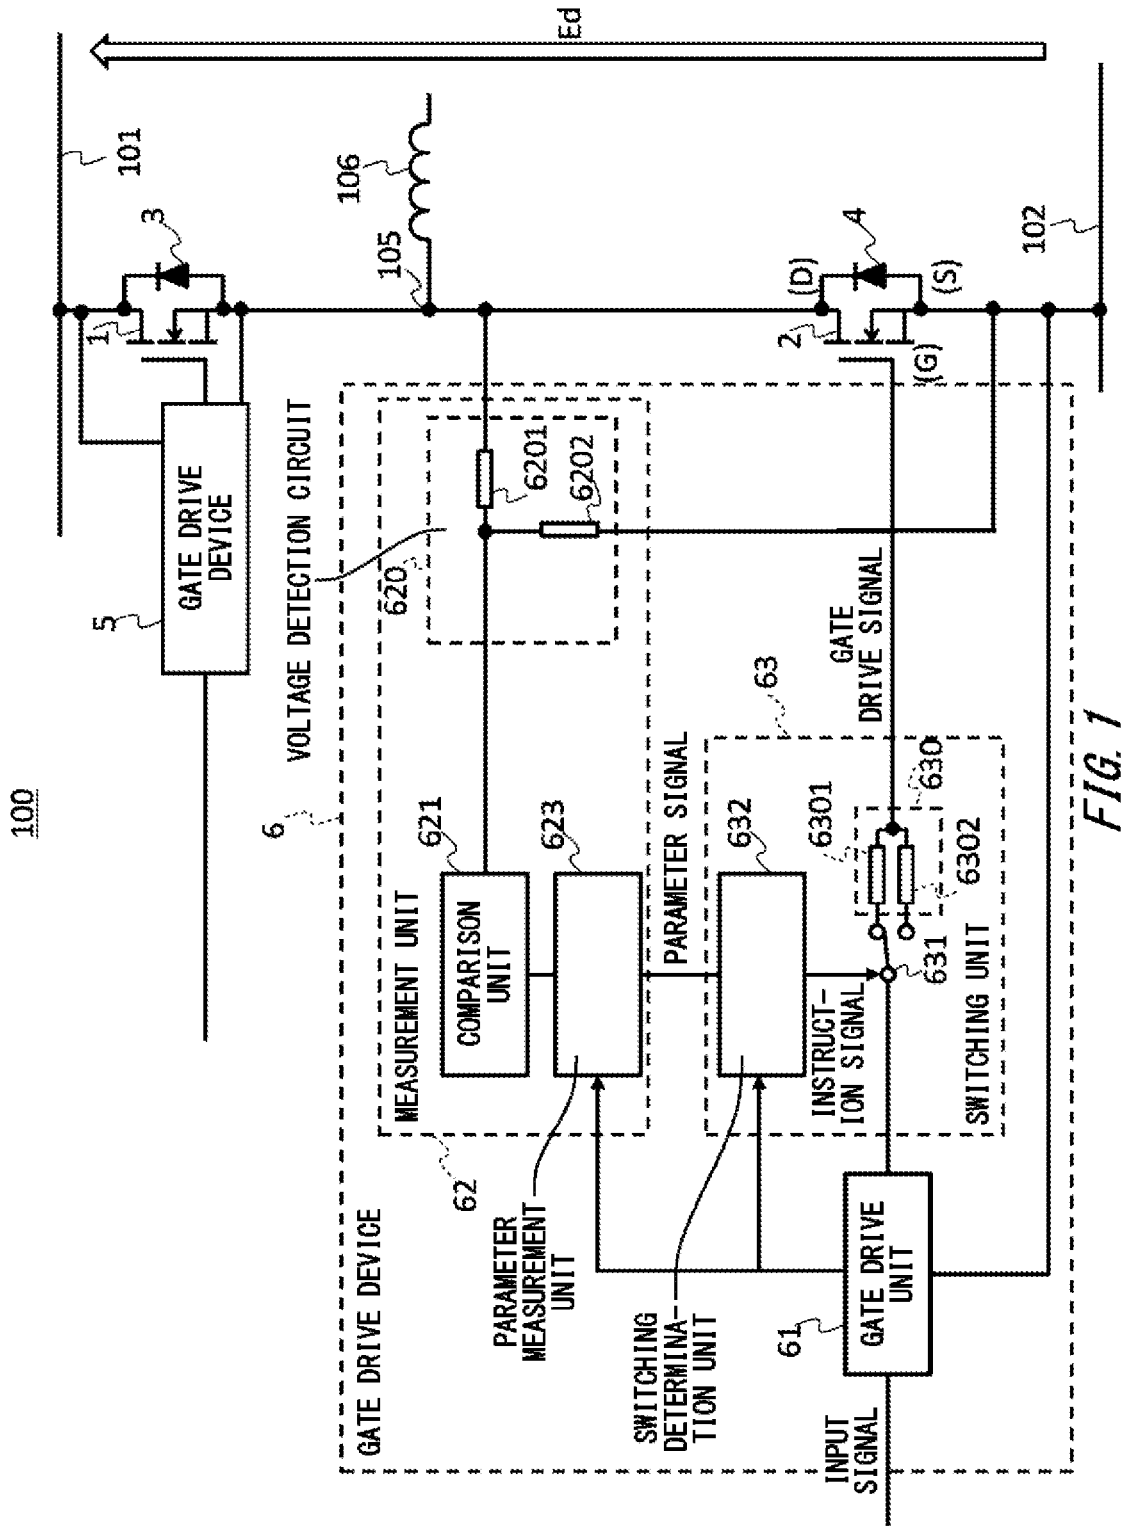 100
GATE DRIVE DEVICE
6
INPUT
SIGNAL
61
GATE DRIVE
UNIT
PARAMETER
MEASUREMENT
UNIT
SWITCHING
DETERMINA-
TION UNIT
62
MEASUREMENT UNIT
621
COMPARISON
UNIT
623
PARAMETER SIGNAL
63
632
INSTRUCT-
ION SIGNAL
SWITCHING UNIT
631
630
6301
6302
GATE
DRIVE SIGNAL
VOLTAGE DETECTION CIRCUIT
620
6201
6202
5
GATE DRIVE
DEVICE
1
3
101
105
106
2
4
(D)
(G)
(S)
102
Ed
FIG. 1